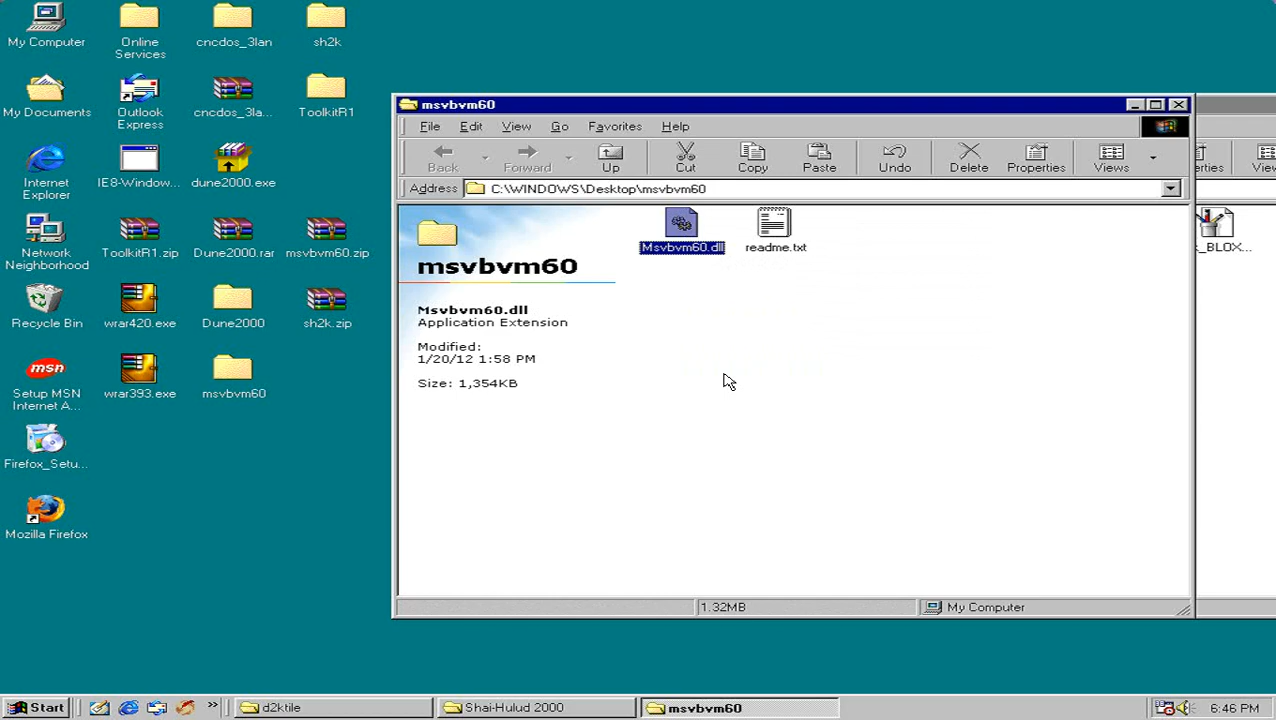 My Computer
Online
Services
cncdos_3lan
sh2k
My Documents
Outlook
Express
cncdos_3la...
ToolkitR1
Internet
Explorer
IE8-Window...
dune2000.exe
Network
Neighborhood
ToolkitR1.zip
Dune2000.rar
msvbvm60.zip
Recycle Bin
wrar420.exe
Dune2000
sh2k.zip
msn
Setup MSN
Internet A...
wrar393.exe
msvbvm60
Firefox_Setu...
Mozilla Firefox
msvbvm60
File Edit View Go Favorites Help
Back Forward Up Cut Copy Paste Undo Delete Properties Views
Address C:\WINDOWS\Desktop\msvbvm60
msvbvm60
Msvbvm60.dll
Application Extension
Modified:
1/20/12 1:58 PM
Size: 1,354KB
Msvbvm60.dll
readme.txt
1.32MB
My Computer
_BLOX...
Start
d2ktile
Shai-Hulud 2000
msvbvm60
6:46 PM